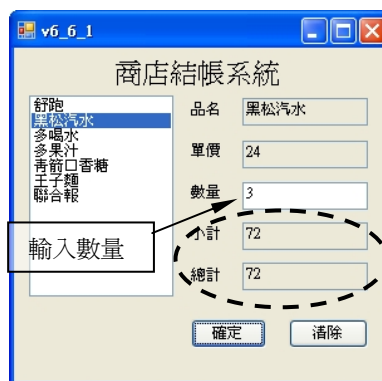 v6_6_1
商店結帳系統
舒跑
黑松汽水
多喝水
多果汁
青箭口香糖
王子麵
聯合報
品名 黑松汽水
單價 24
數量 3
小計 72
總計 72
輸入數量
確定 清除